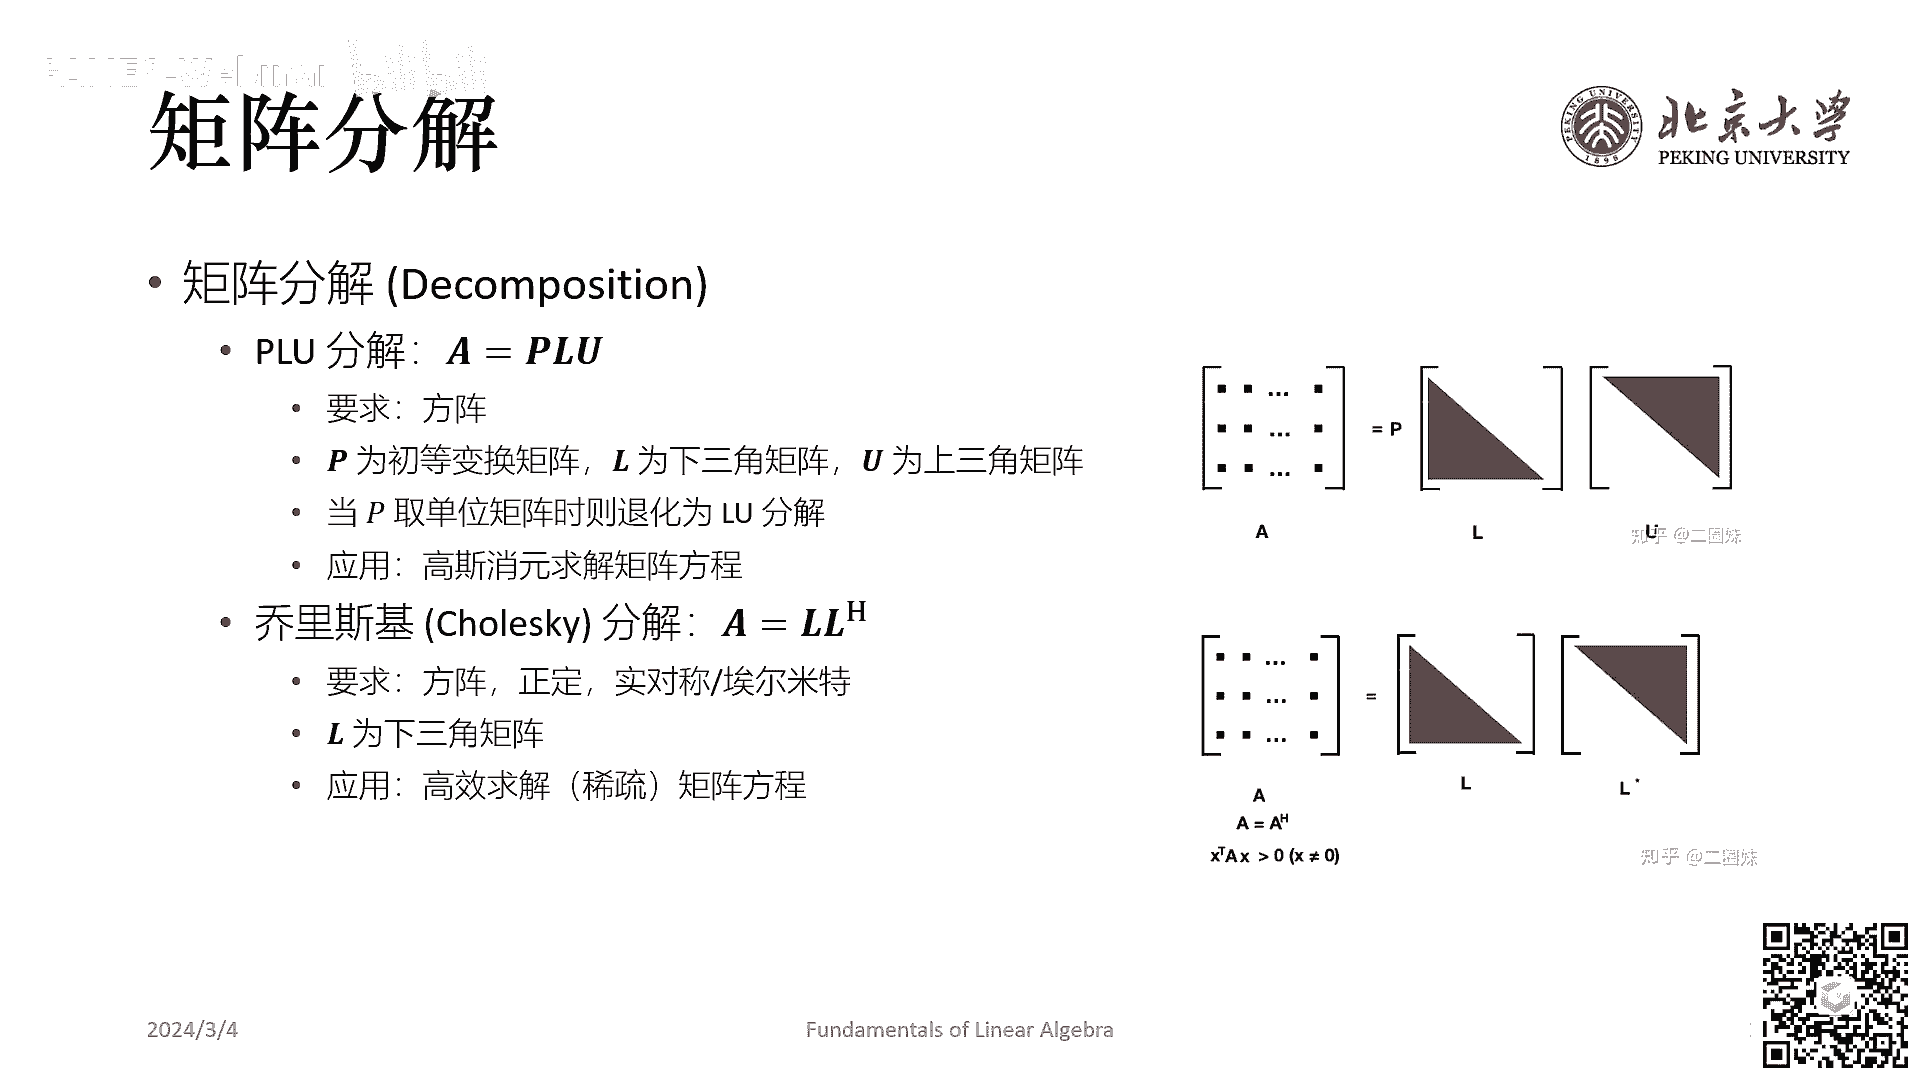 矩阵分解
北京大学
PEKING UNIVERSITY
PEKING UNIVERSITY
1898
• 矩阵分解 (Decomposition)
• PLU 分解：A = PLU
• 要求：方阵
• P 为初等变换矩阵，L 为下三角矩阵，U 为上三角矩阵
• 当 P 取单位矩阵时则退化为 LU 分解
• 应用：高斯消元求解矩阵方程
• 乔里斯基 (Cholesky) 分解：A = LLᴴ
• 要求：方阵，正定，实对称/埃尔米特
• L 为下三角矩阵
• 应用：高效求解（稀疏）矩阵方程
= P
A L U
知乎 @二圈妹
=
A L L*
A = Aᴴ
xᵀAx > 0 (x ≠ 0)
知乎 @二圈妹
2024/3/4
Fundamentals of Linear Algebra